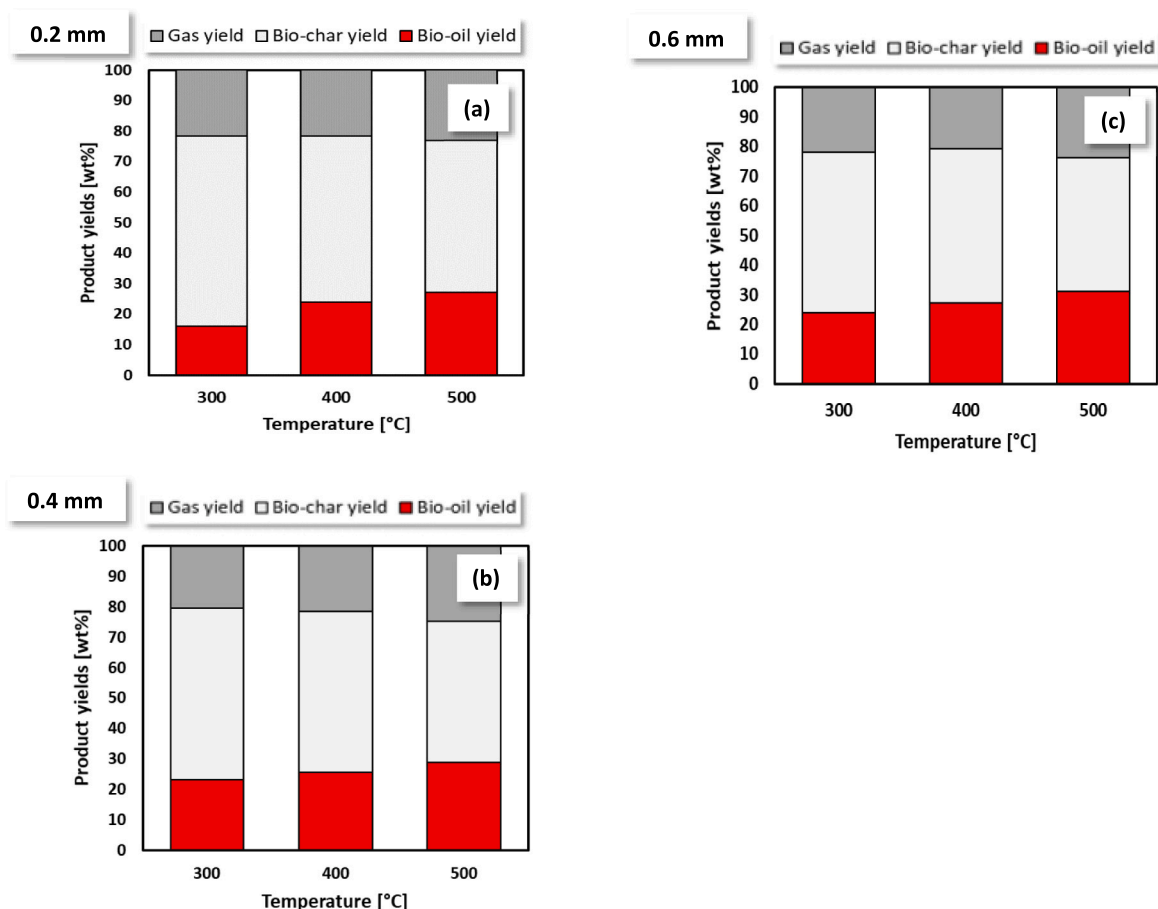 0.2 mm
Gas yield Bio-char yield Bio-oil yield
(a)
Product yields [wt%]
100
90
80
70
60
50
40
30
20
10
0
300 400 500
Temperature [°C]
0.6 mm
Gas yield Bio-char yield Bio-oil yield
(c)
Product yields [wt%]
100
90
80
70
60
50
40
30
20
10
0
300 400 500
Temperature [°C]
0.4 mm
Gas yield Bio-char yield Bio-oil yield
(b)
Product yields [wt%]
100
90
80
70
60
50
40
30
20
10
0
300 400 500
Temperature [°C]